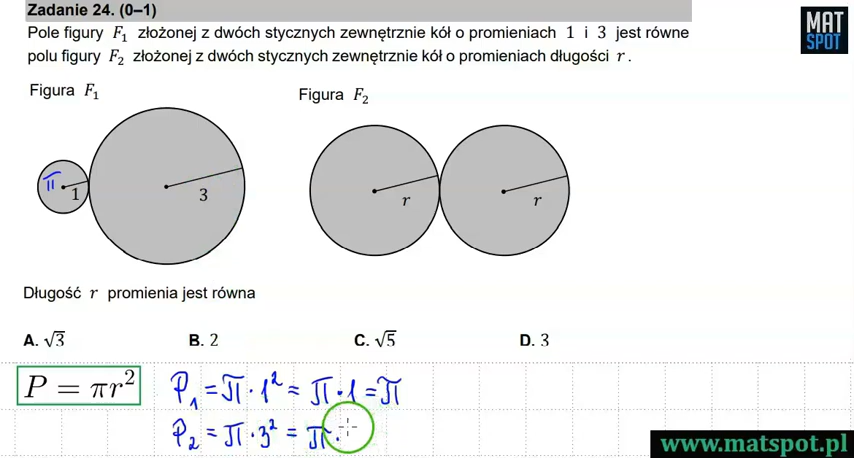 Zadanie 24. (0–1)
MAT
SPOT
Pole figury F₁ złożonej z dwóch stycznych zewnętrznie kół o promieniach 1 i 3 jest równe
polu figury F₂ złożonej z dwóch stycznych zewnętrznie kół o promieniach długości r.
Figura F₁
Figura F₂
π
1
3
r
r
Długość r promienia jest równa
A. √3
B. 2
C. √5
D. 3
P = πr²
P₁ = π · 1² = π · 1 = π
P₂ = π · 3² = π ·
www.matspot.pl